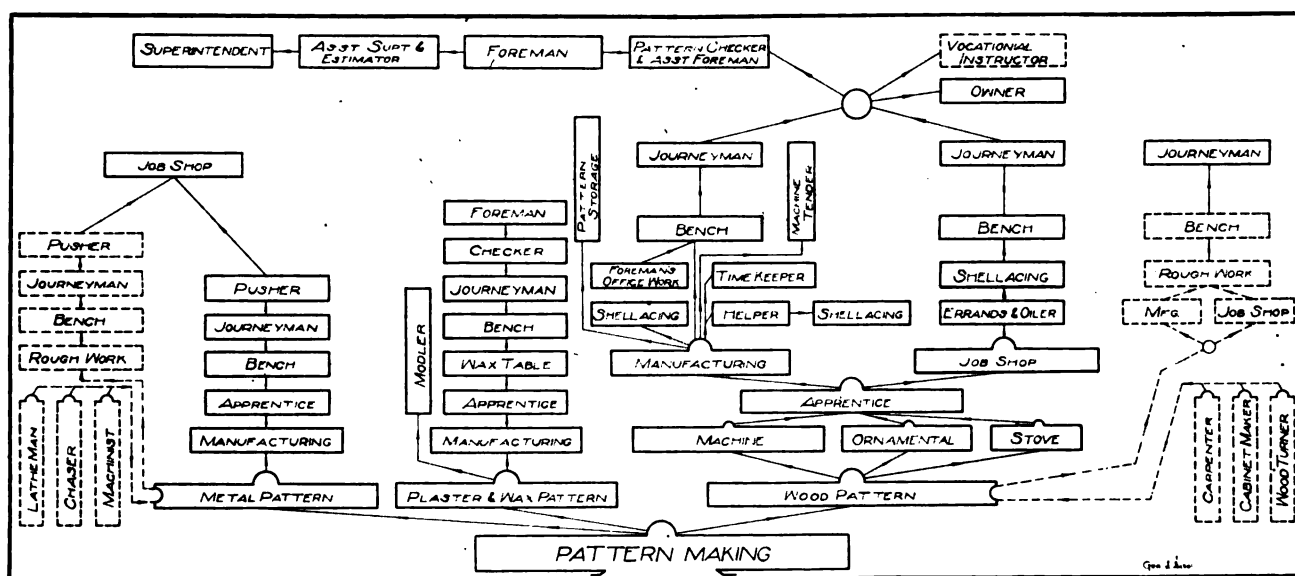 SUPERINTENDENT
ASST SUPT &
ESTIMATOR
FOREMAN
PATTERN CHECKER
& ASST FOREMAN
VOCATIONIAL
INSTRUCTOR
OWNER
JOB SHOP
PATTERN
STORAGE
JOURNEYMAN
MACHINE
TENDER
JOURNEYMAN
JOURNEYMAN
PUSHER
JOURNEYMAN
BENCH
ROUGH WORK
LATHEMAN
CHASER
MACHINIST
PUSHER
JOURNEYMAN
BENCH
APPRENTICE
MANUFACTURING
METAL PATTERN
MODLER
FOREMAN
CHECKER
JOURNEYMAN
BENCH
WAX TABLE
APPRENTICE
MANUFACTURING
PLASTER & WAX PATTERN
BENCH
FOREMAN'S
OFFICE WORK
TIME KEEPER
SHELLACING
HELPER
SHELLACING
MANUFACTURING
BENCH
SHELLACING
ERRANDS & OILER
JOB SHOP
APPRENTICE
MACHINE
ORNAMENTAL
STOVE
WOOD PATTERN
BENCH
ROUGH WORK
MFG.
JOB SHOP
CARPENTER
CABINET MAKER
WOOD TURNER
PATTERN MAKING